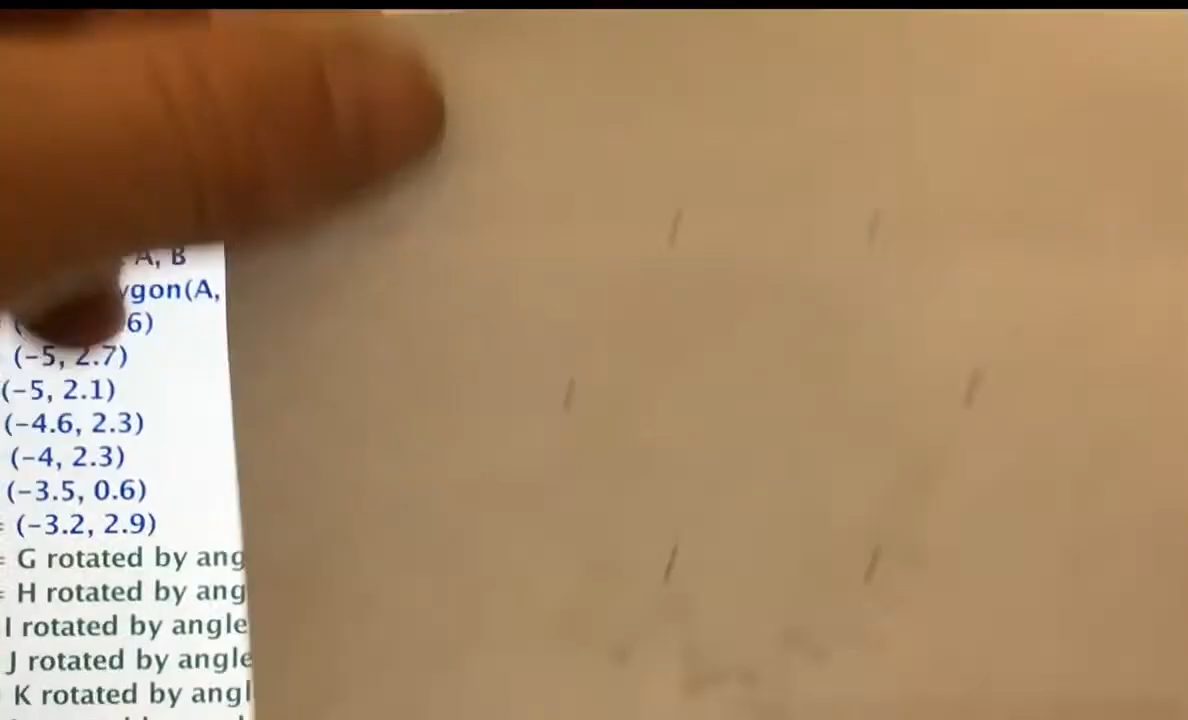 A, B
ygon(A,
6)
(-5, 2.7)
(-5, 2.1)
(-4.6, 2.3)
(-4, 2.3)
(-3.5, 0.6)
= (-3.2, 2.9)
= G rotated by ang
= H rotated by ang
I rotated by angle
J rotated by angle
K rotated by angl